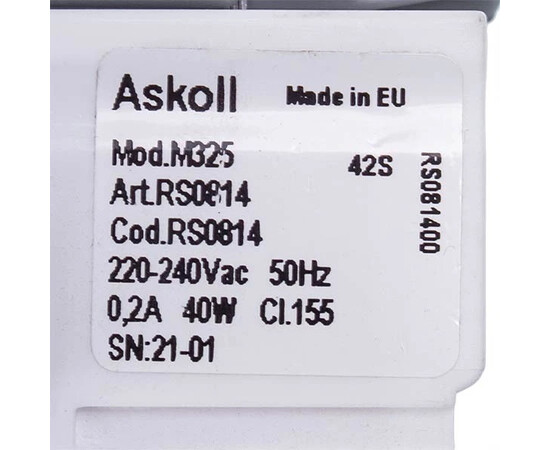 Askoll Made in EU
Mod.M325 42S
Art.RS0814
Cod.RS0814
220-240Vac 50Hz
0,2A 40W Cl.155
SN:21-01
RS081400